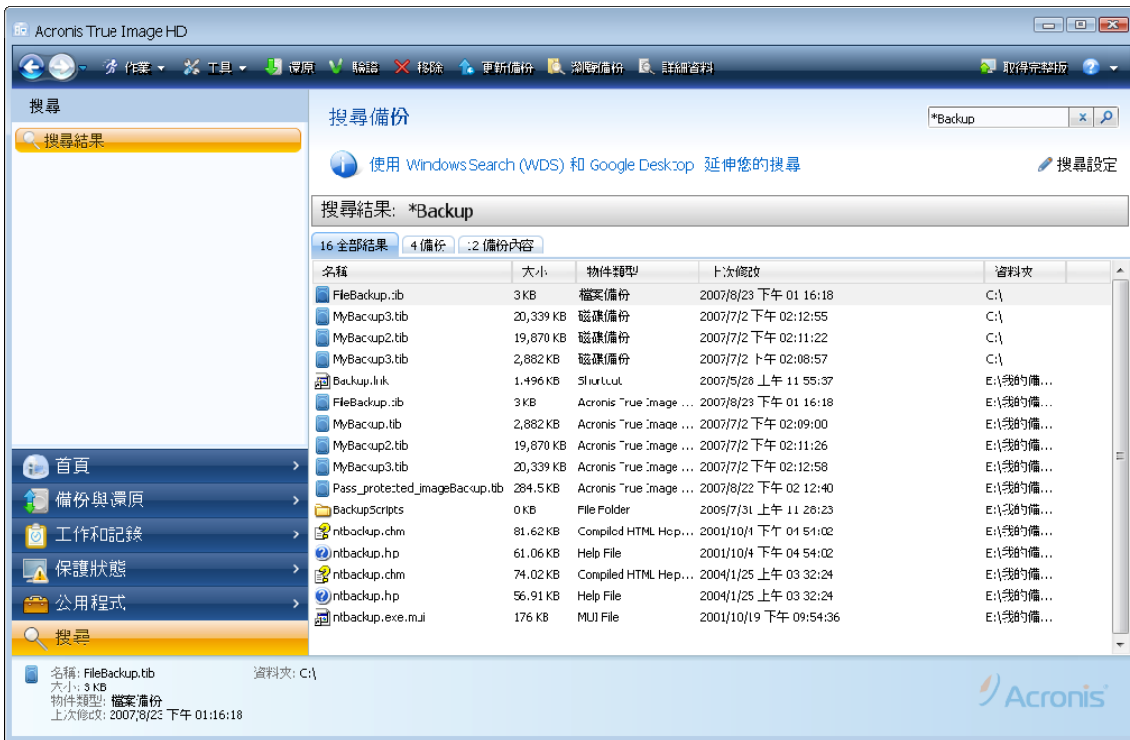 Acronis True Image HD
作業 工具 還原 驗證 移除 更新備份 瀏覽備份 詳細資料 取得完整版
搜尋
搜尋結果
搜尋備份
*Backup
使用 Windows Search (WDS) 和 Google Desktop 延伸您的搜尋
搜尋設定
搜尋結果: *Backup
16 全部結果 4 備份 12 備份內容
名稱 大小 物件類型 上次修改 資料夾
FileBackup.tib 3 KB 檔案備份 2007/8/23 下午 01:16:18 C:\
MyBackup3.tib 20,339 KB 磁碟備份 2007/7/2 下午 02:12:55 C:\
MyBackup2.tib 19,870 KB 磁碟備份 2007/7/2 下午 02:11:22 C:\
MyBackup3.tib 2,882 KB 磁碟備份 2007/7/2 下午 02:08:57 C:\
Backup.lnk 1.496 KB Shortcut 2007/5/28 上午 11:55:37 E:\我的備...
FileBackup.tib 3 KB Acronis True Image ... 2007/8/23 下午 01:16:18 E:\我的備...
MyBackup.tib 2,882 KB Acronis True Image ... 2007/7/2 下午 02:09:00 E:\我的備...
MyBackup2.tib 19,870 KB Acronis True Image ... 2007/7/2 下午 02:11:26 E:\我的備...
MyBackup3.tib 20,339 KB Acronis True Image ... 2007/7/2 下午 02:12:58 E:\我的備...
Pass_protected_imageBackup.tib 284.5 KB Acronis True Image ... 2007/8/22 下午 02:12:40 E:\我的備...
BackupScripts 0 KB File Folder 上午 11:28:23 E:\我的備...
ntbackup.chm 81.62 KB Compiled HTML Hep... 2001/10/4 下午 04:54:02 E:\我的備...
ntbackup.hp 61.06 KB Help File 2001/10/4 下午 04:54:02 E:\我的備...
ntbackup.chm 74.02 KB Compiled HTML Hep... 2004/1/25 上午 03:32:24 E:\我的備...
ntbackup.hp 56.91 KB Help File 2004/1/25 上午 03:32:24 E:\我的備...
ntbackup.exe.mui 176 KB MUI File 2001/10/19 下午 09:54:36 E:\我的備...
首頁
備份與還原
工作和記錄
保護狀態
公用程式
搜尋
名稱: FileBackup.tib 資料夾: C:\
大小: 3 KB
物件類型: 檔案備份
上次修改: 2007/8/23 下午 01:16:18
Acronis